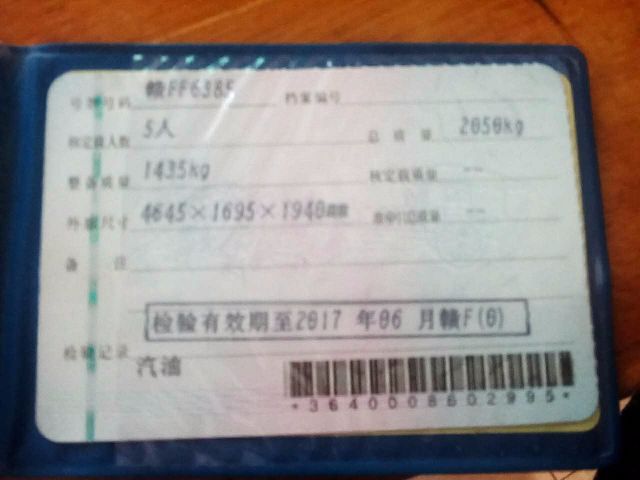 号牌号码 赣FF6385 档案编号
核定载人数 5人 总质量 2050kg
整备质量 1435kg 核定载质量 --
外廓尺寸 4645×1695×1940mm 准牵引总质量 --
备注
检验有效期至2017 年06 月赣F(0)
检验记录
汽油
*3640008602995*